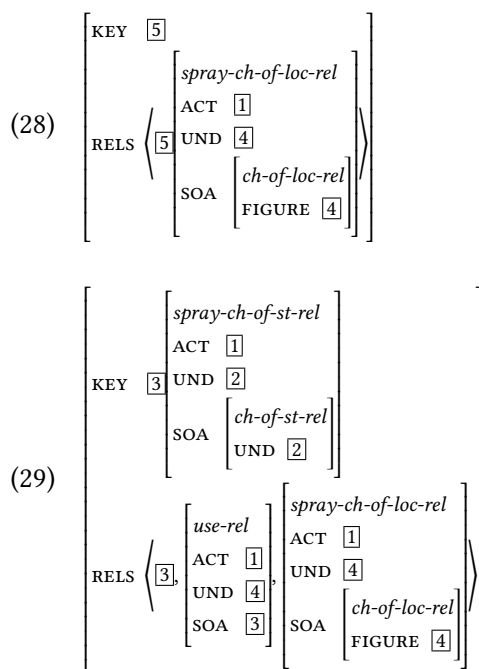 KEY 5
(28)
RELS ⟨ 5
spray-ch-of-loc-rel
ACT 1
UND 4
SOA
ch-of-loc-rel
FIGURE 4
⟩
(29)
KEY 3
spray-ch-of-st-rel
ACT 1
UND 2
SOA
ch-of-st-rel
UND 2
RELS ⟨ 3,
use-rel
ACT 1
UND 4
SOA 3
,
spray-ch-of-loc-rel
ACT 1
UND 4
SOA
ch-of-loc-rel
FIGURE 4
⟩